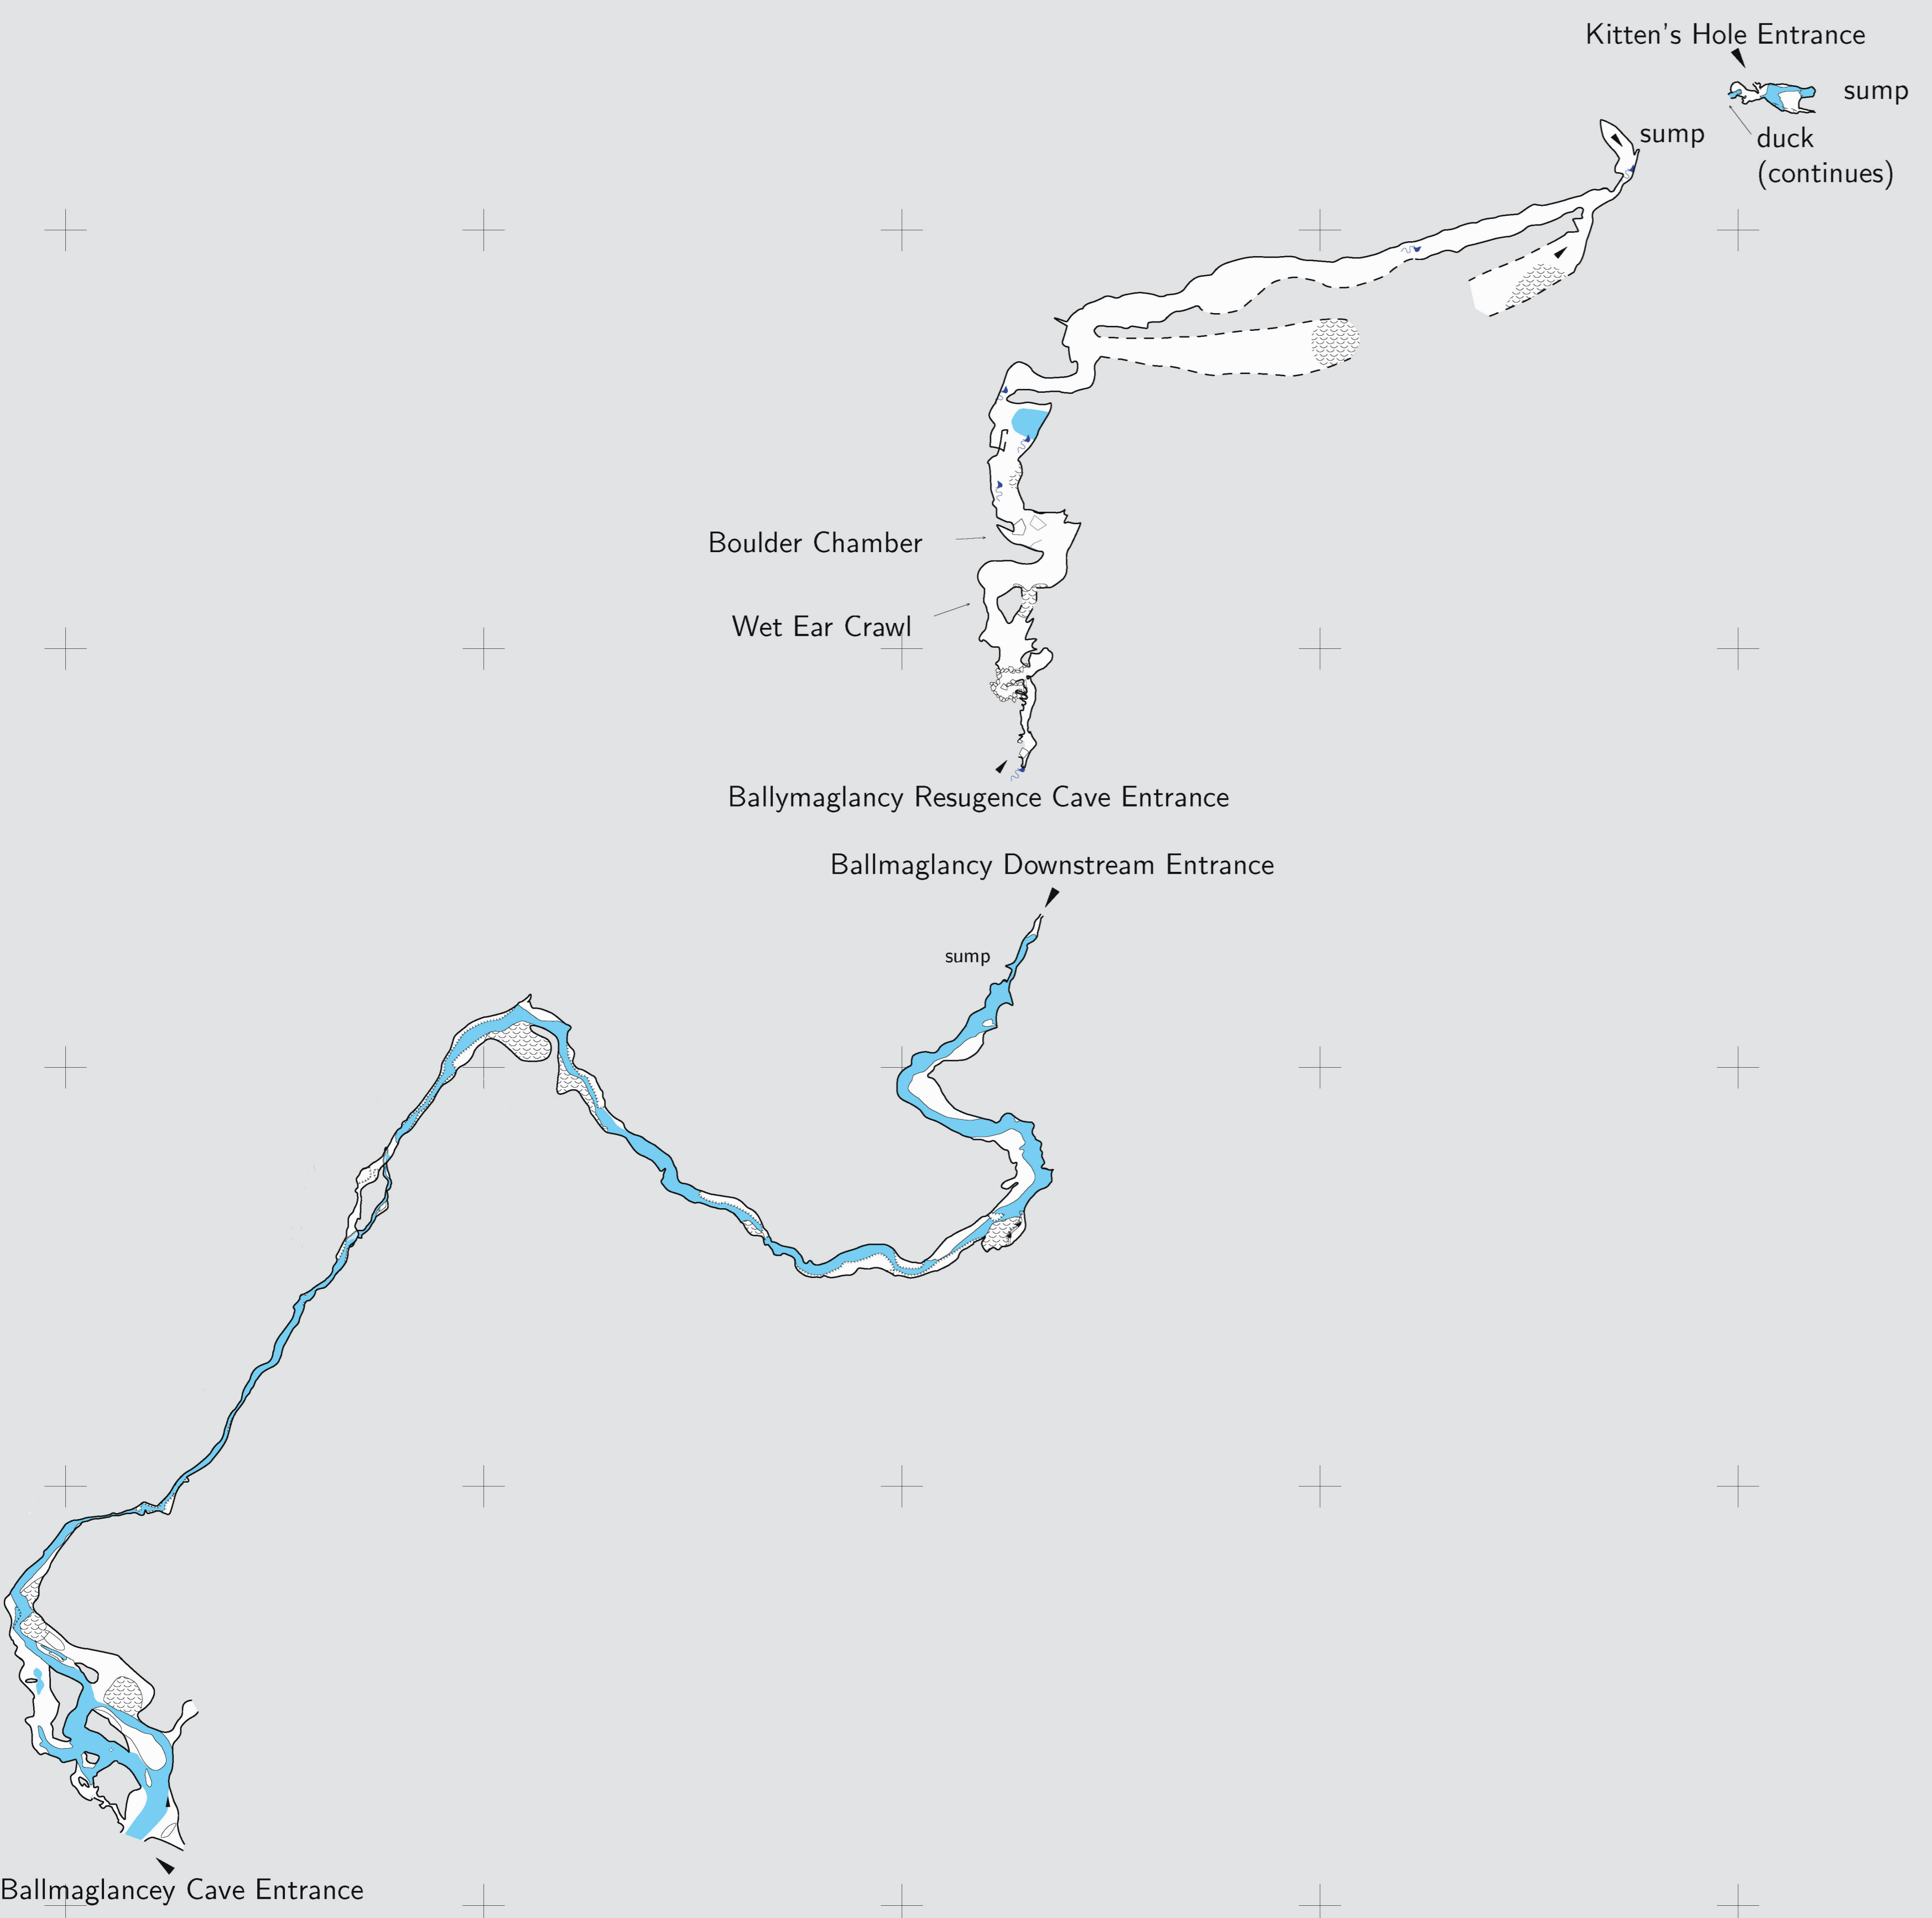 Kitten's Hole Entrance
sump
sump
duck
(continues)
Boulder Chamber
Wet Ear Crawl
Ballymaglancy Resugence Cave Entrance
Ballmaglancy Downstream Entrance
sump
Ballmaglancey Cave Entrance